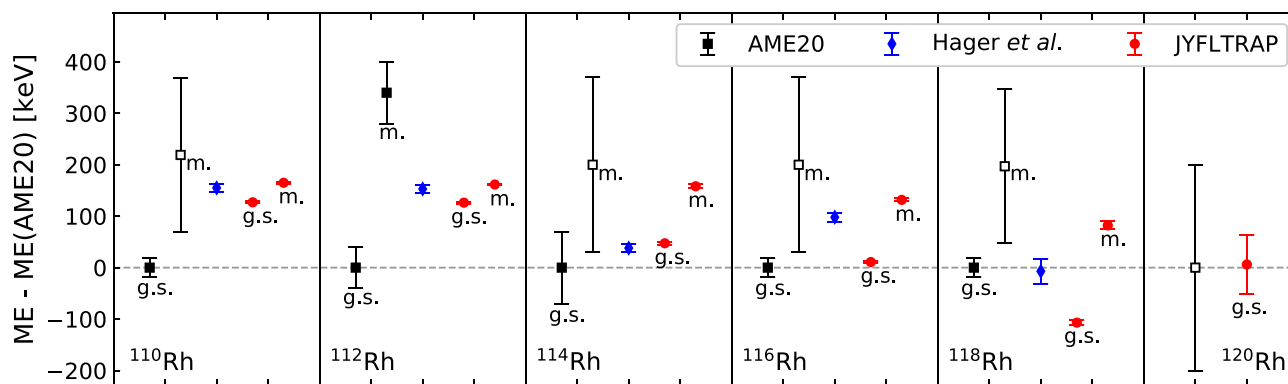 ME - ME(AME20) [keV]
400
300
200
100
0
−100
−200
AME20 Hager et al. JYFLTRAP
g.s. m. g.s. m.
¹¹⁰Rh
g.s. m. g.s. m.
¹¹²Rh
g.s. m. g.s. m.
¹¹⁴Rh
g.s. m. g.s. m.
¹¹⁶Rh
g.s. m. g.s. m.
¹¹⁸Rh
g.s.
¹²⁰Rh